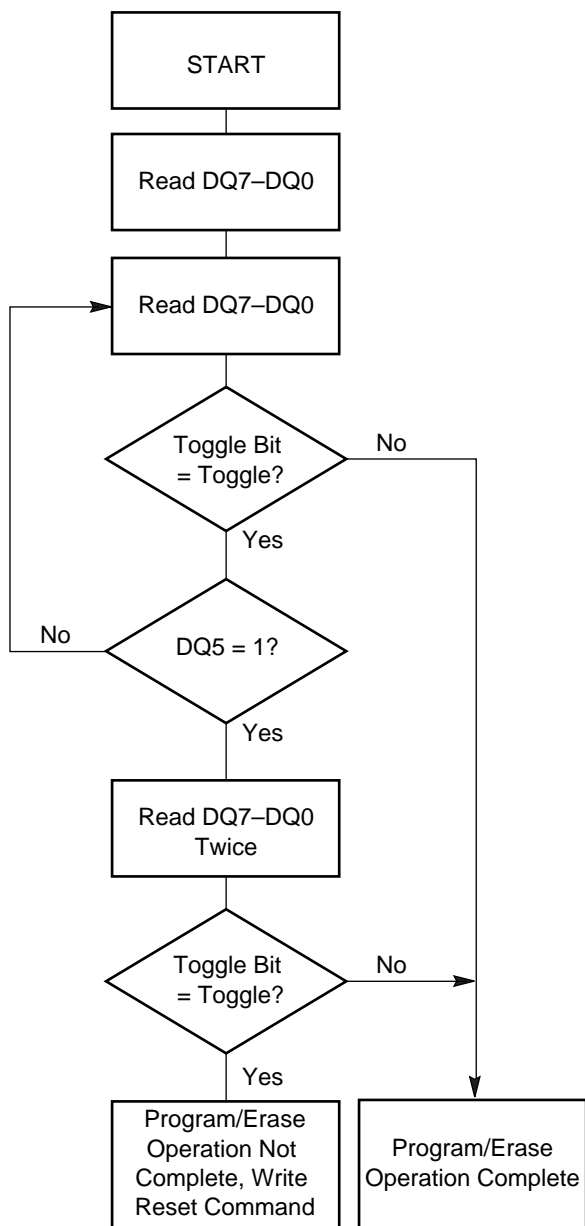 START
Read DQ7–DQ0
Read DQ7–DQ0
Toggle Bit
= Toggle?
No
Yes
No
DQ5 = 1?
Yes
Read DQ7–DQ0
Twice
Toggle Bit
= Toggle?
No
Yes
Program/Erase
Operation Not
Complete, Write
Reset Command
Program/Erase
Operation Complete